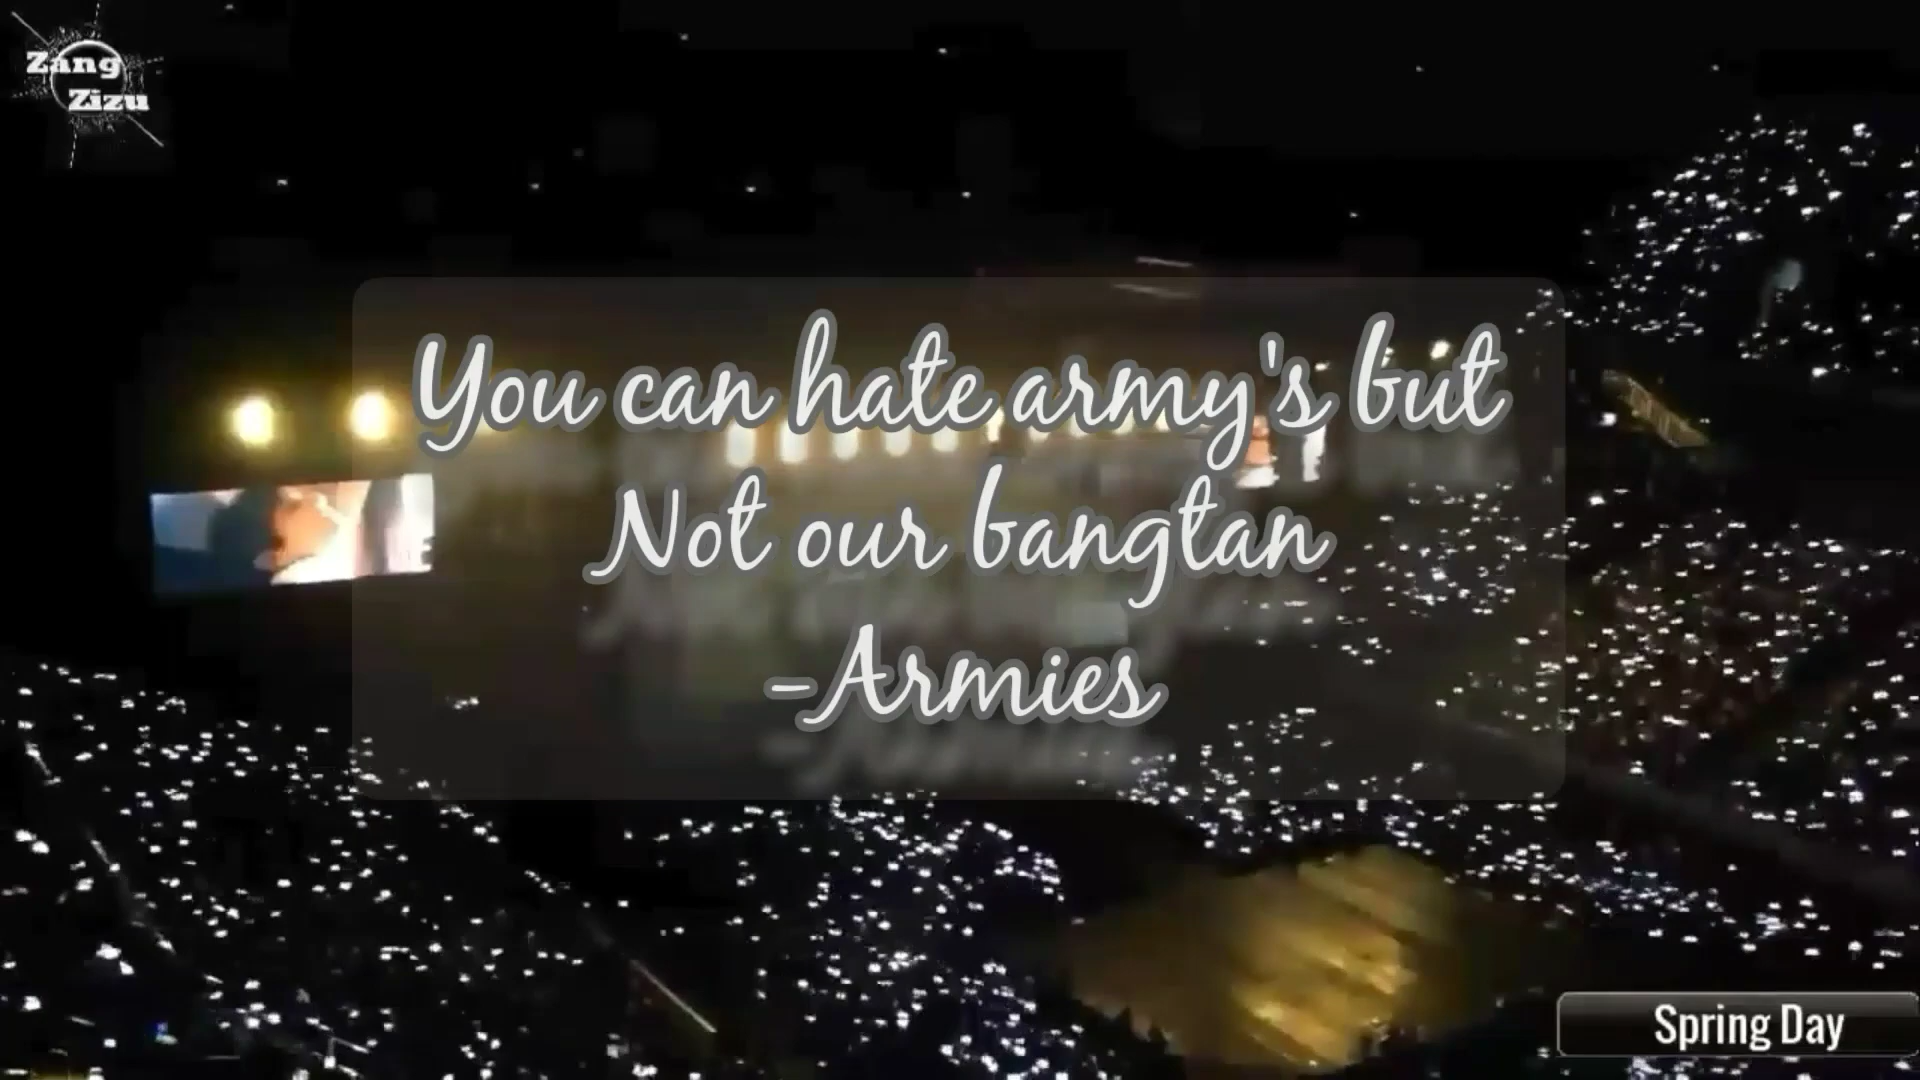 Zang
Zizu
You can hate army's but
Not our bangtan
-Armies
Spring Day